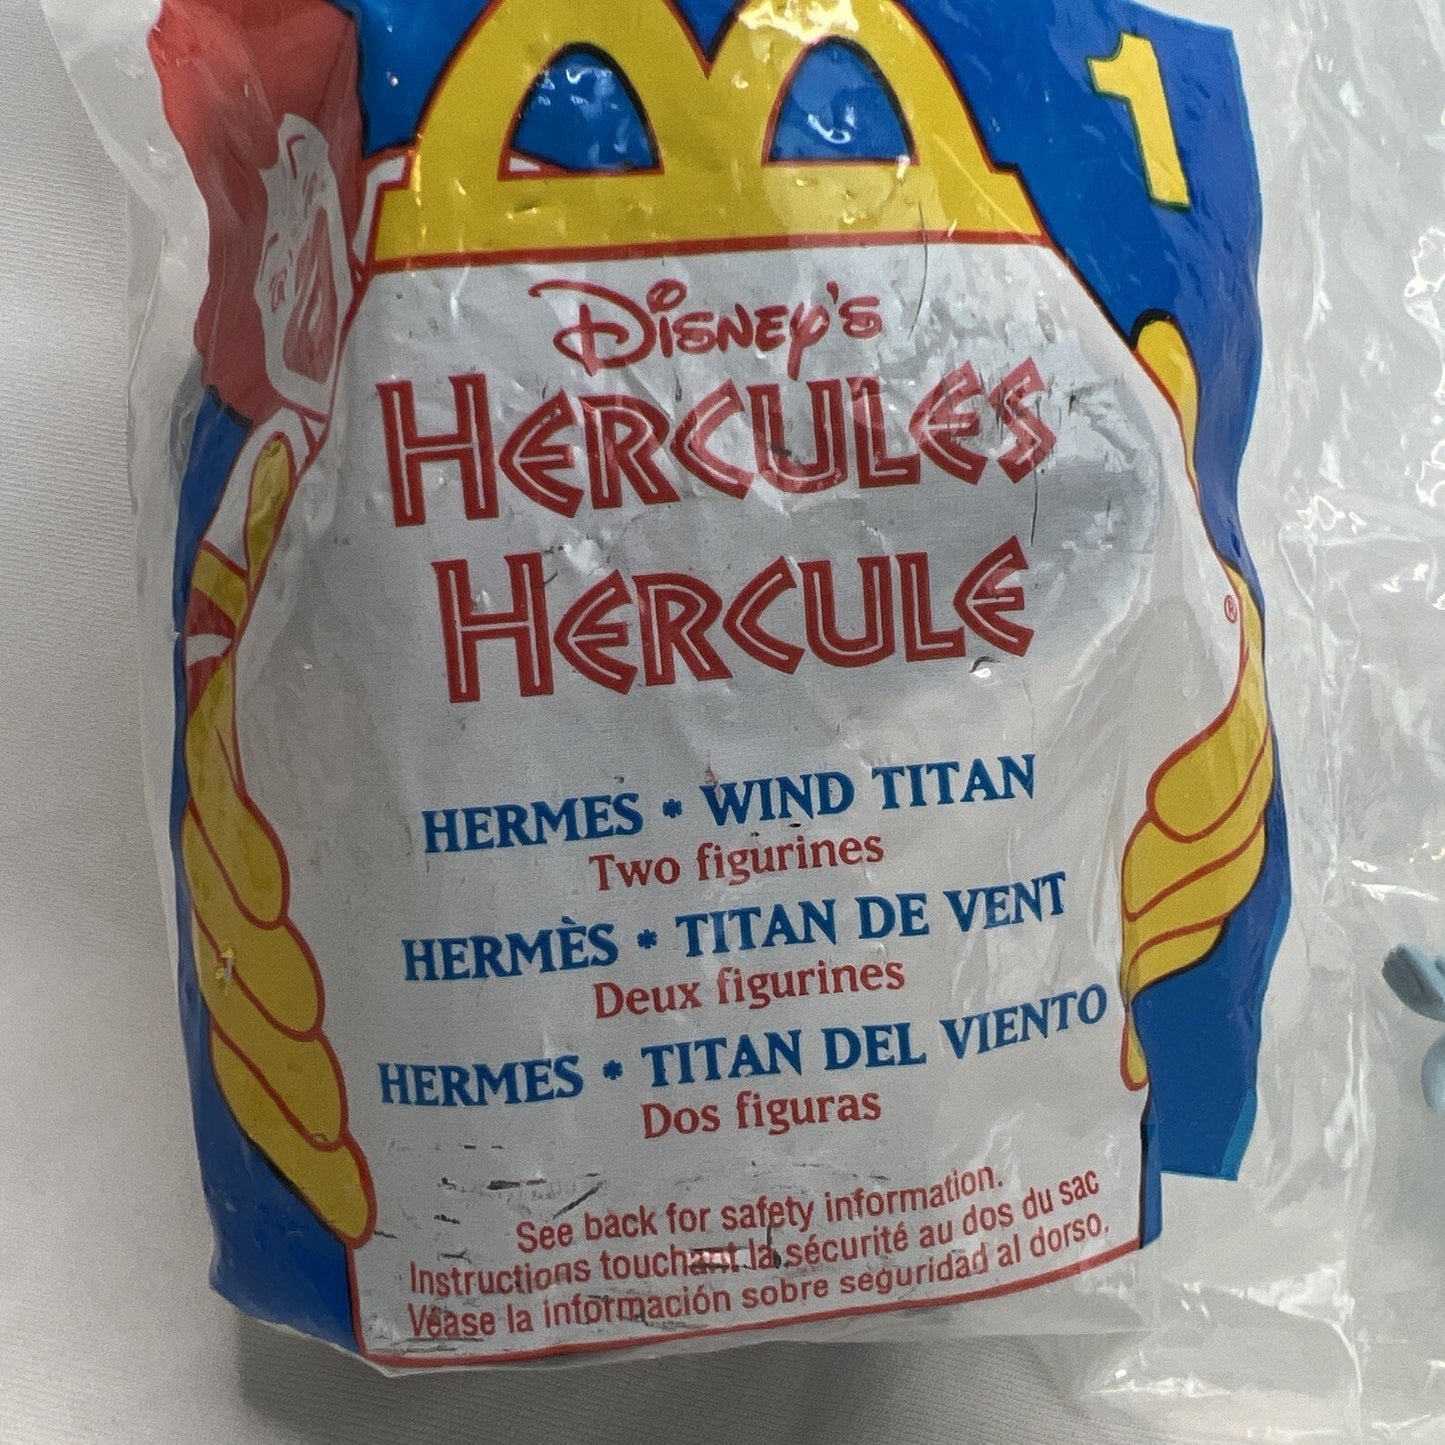 1
Disney's
HERCULES
HERCULE
®
HERMES * WIND TITAN
Two figurines
HERMÈS * TITAN DE VENT
Deux figurines
HERMES * TITAN DEL VIENTO
Dos figuras
See back for safety information.
Instructions touchant la sécurité au dos du sac
Véase la información sobre seguridad al dorso.